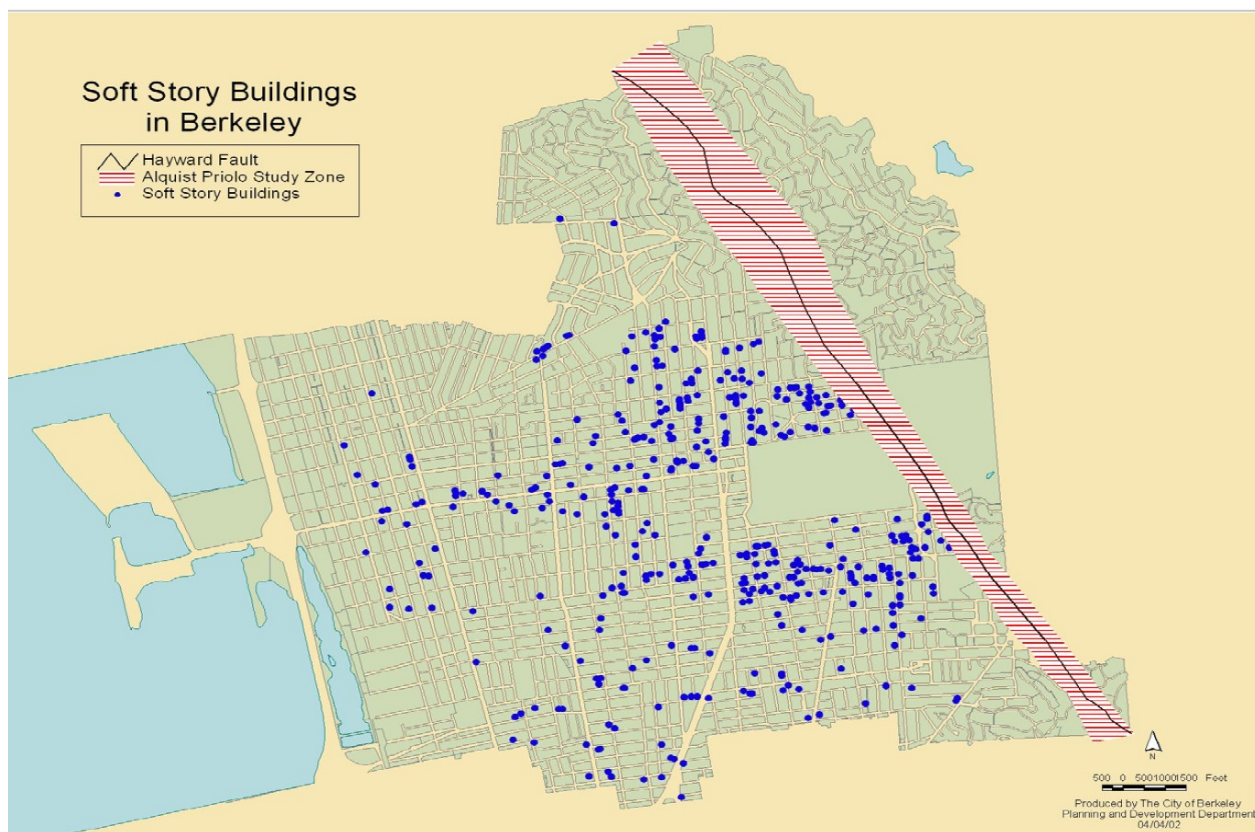 Soft Story Buildings
in Berkeley
Hayward Fault
Alquist Priolo Study Zone
Soft Story Buildings
N
500 0 50010001500 Feet
Produced by The City of Berkeley
Planning and Development Department
04/04/02